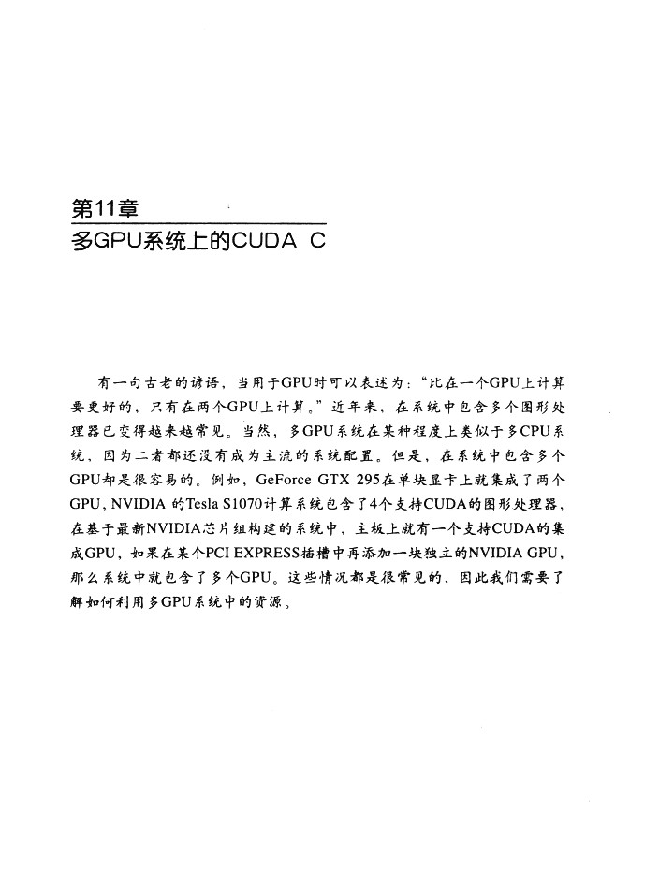 第11章
多GPU系统上的CUDA C
有一句古老的谚语，当用于GPU时可以表述为：“比在一个GPU上计算
要更好的，只有在两个GPU上计算。”近年来，在系统中包含多个图形处
理器已变得越来越常见。当然，多GPU系统在某种程度上类似于多CPU系
统，因为二者都还没有成为主流的系统配置。但是，在系统中包含多个
GPU却是很容易的。例如，GeForce GTX 295在单块显卡上就集成了两个
GPU，NVIDIA 的Tesla S1070计算系统包含了4个支持CUDA的图形处理器，
在基于最新NVIDIA芯片组构建的系统中，主板上就有一个支持CUDA的集
成GPU，如果在某个PCI EXPRESS插槽中再添加一块独立的NVIDIA GPU，
那么系统中就包含了多个GPU。这些情况都是很常见的，因此我们需要了
解如何利用多GPU系统中的资源，